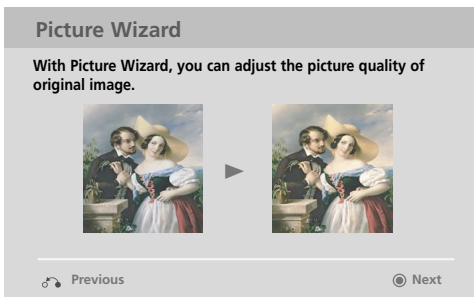 Picture Wizard
With Picture Wizard, you can adjust the picture quality of
original image.
Previous
Next